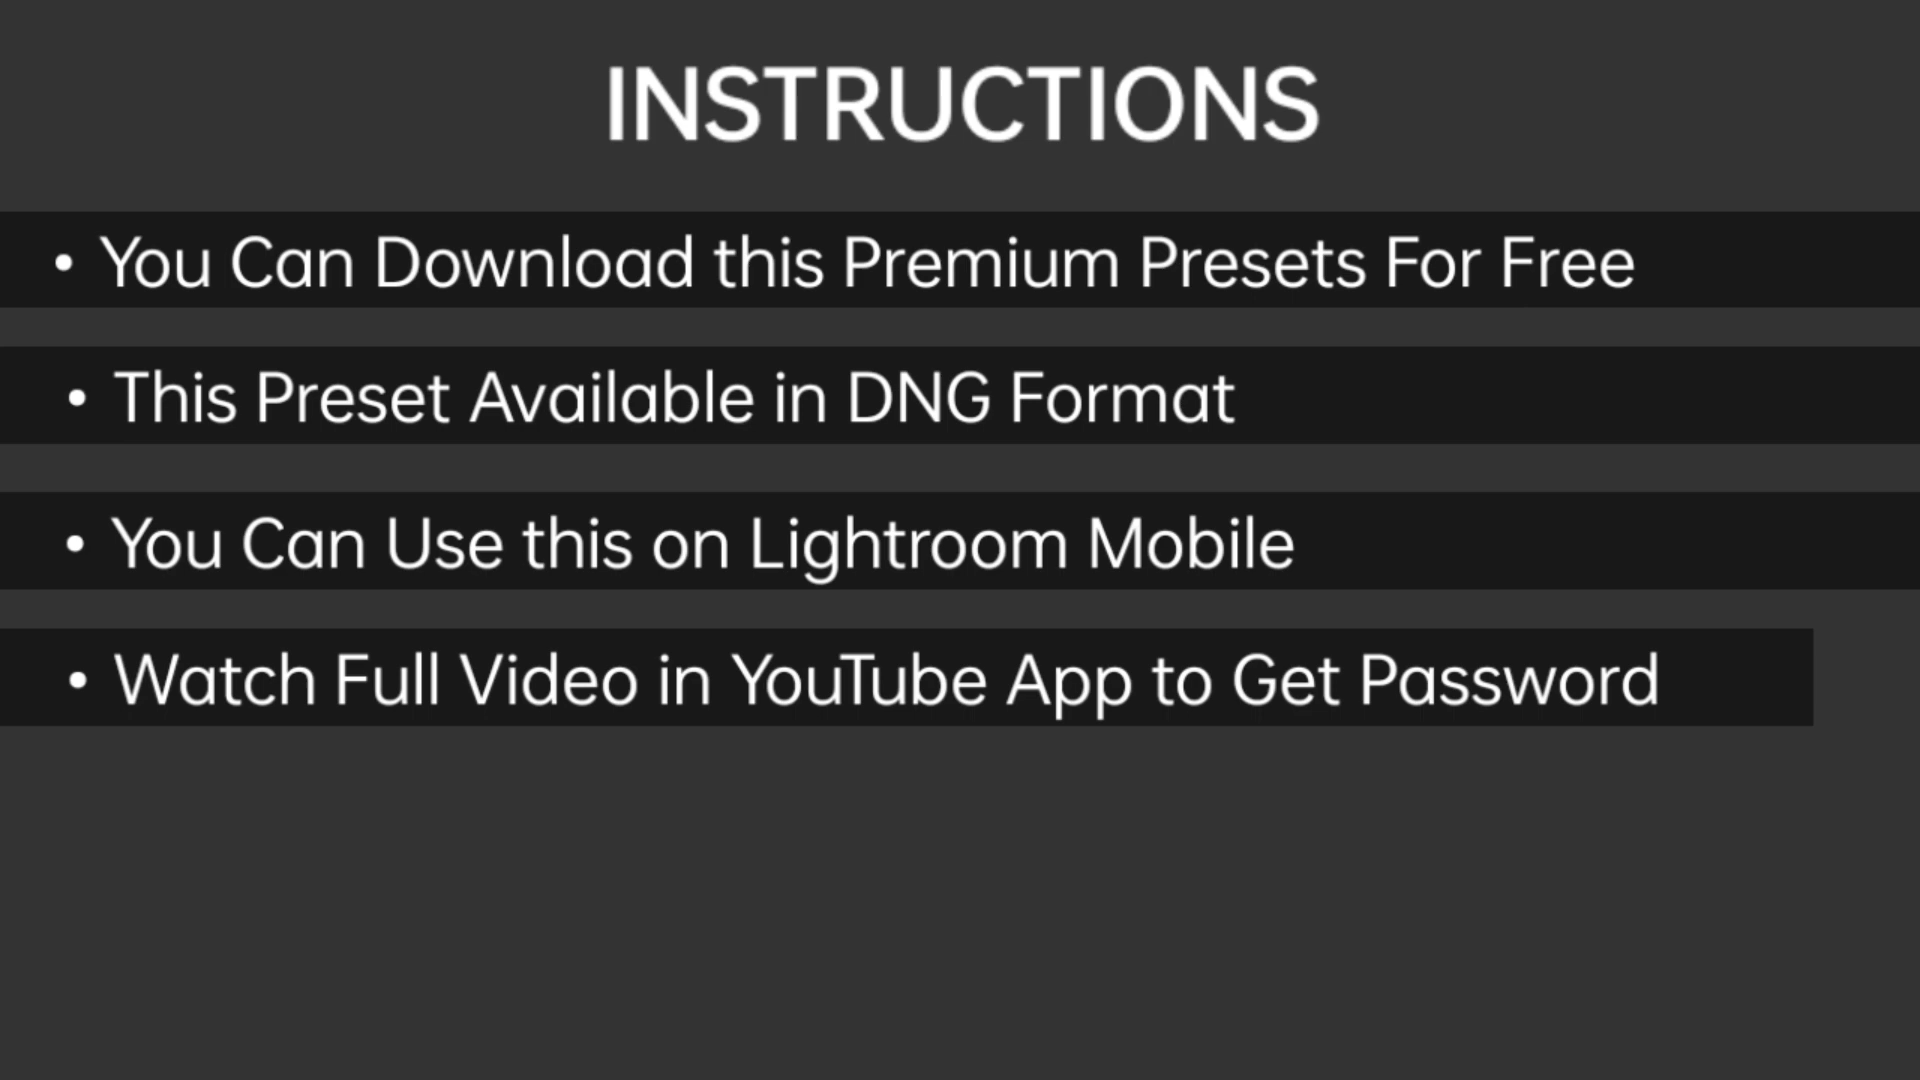 INSTRUCTIONS
• You Can Download this Premium Presets For Free
• This Preset Available in DNG Format
• You Can Use this on Lightroom Mobile
• Watch Full Video in YouTube App to Get Password